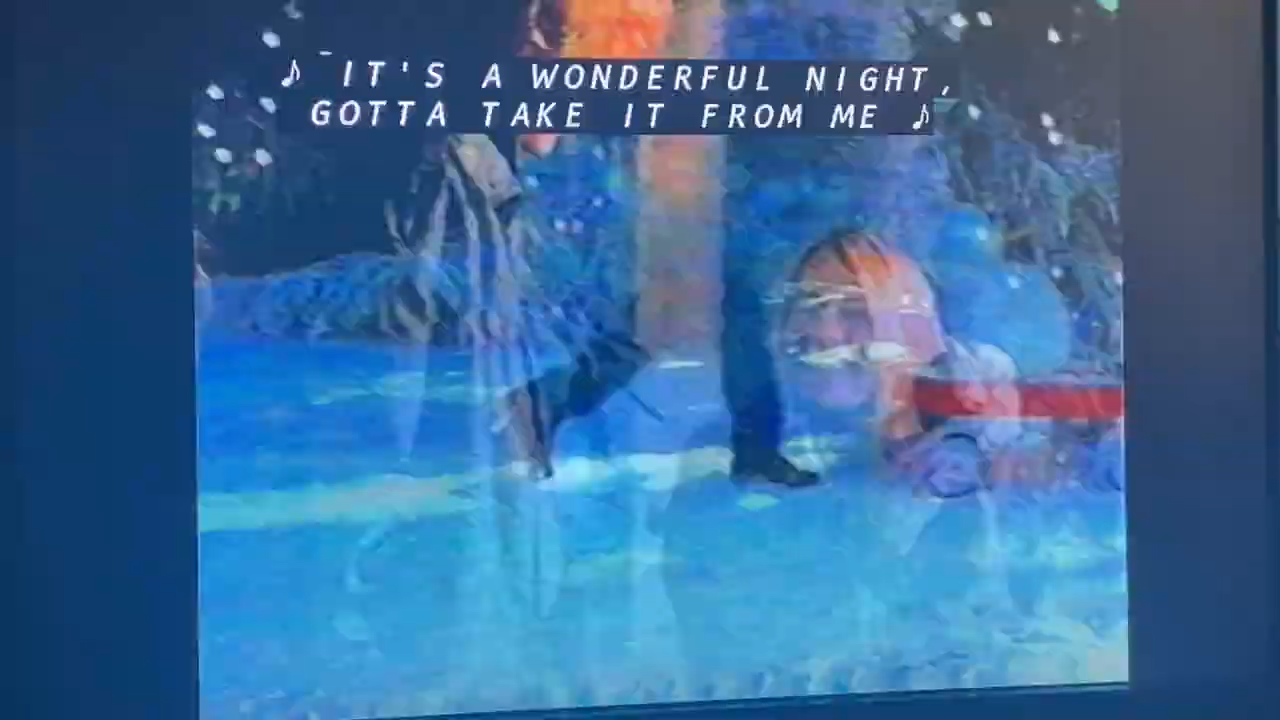 ♪ IT'S A WONDERFUL NIGHT,
GOTTA TAKE IT FROM ME ♪